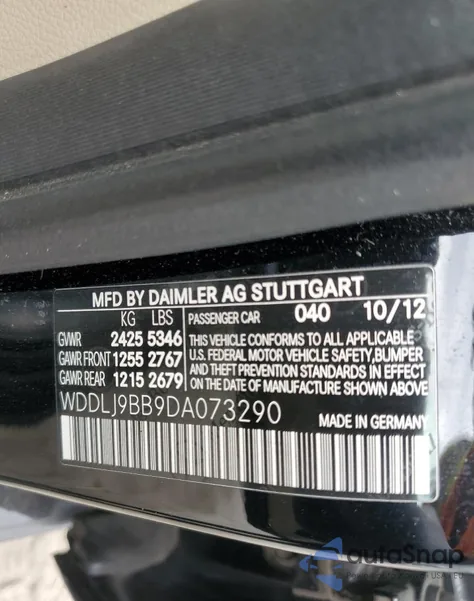 MFD BY DAIMLER AG STUTTGART
KG LBS
GVWR 2425 5346
GAWR FRONT 1255 2767
GAWR REAR 1215 2679
PASSENGER CAR 040 10/12
THIS VEHICLE CONFORMS TO ALL APPLICABLE
U.S. FEDERAL MOTOR VEHICLE SAFETY, BUMPER
AND THEFT PREVENTION STANDARDS IN EFFECT
ON THE DATE OF MANUFACTURE SHOWN ABOVE.
WDDLJ9BB9DA073290
MADE IN GERMANY
autoSnap